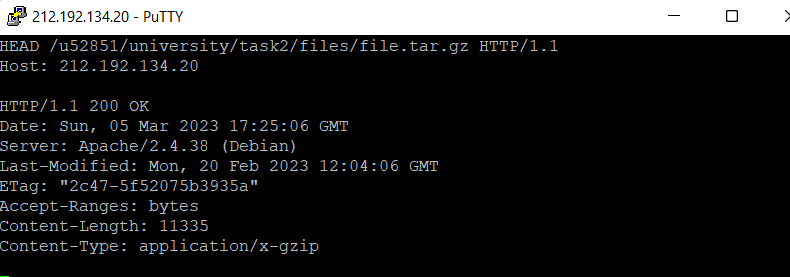 212.192.134.20 - PuTTY
HEAD /u52851/university/task2/files/file.tar.gz HTTP/1.1
Host: 212.192.134.20
HTTP/1.1 200 OK
Date: Sun, 05 Mar 2023 17:25:06 GMT
Server: Apache/2.4.38 (Debian)
Last-Modified: Mon, 20 Feb 2023 12:04:06 GMT
ETag: "2c47-5f52075b3935a"
Accept-Ranges: bytes
Content-Length: 11335
Content-Type: application/x-gzip